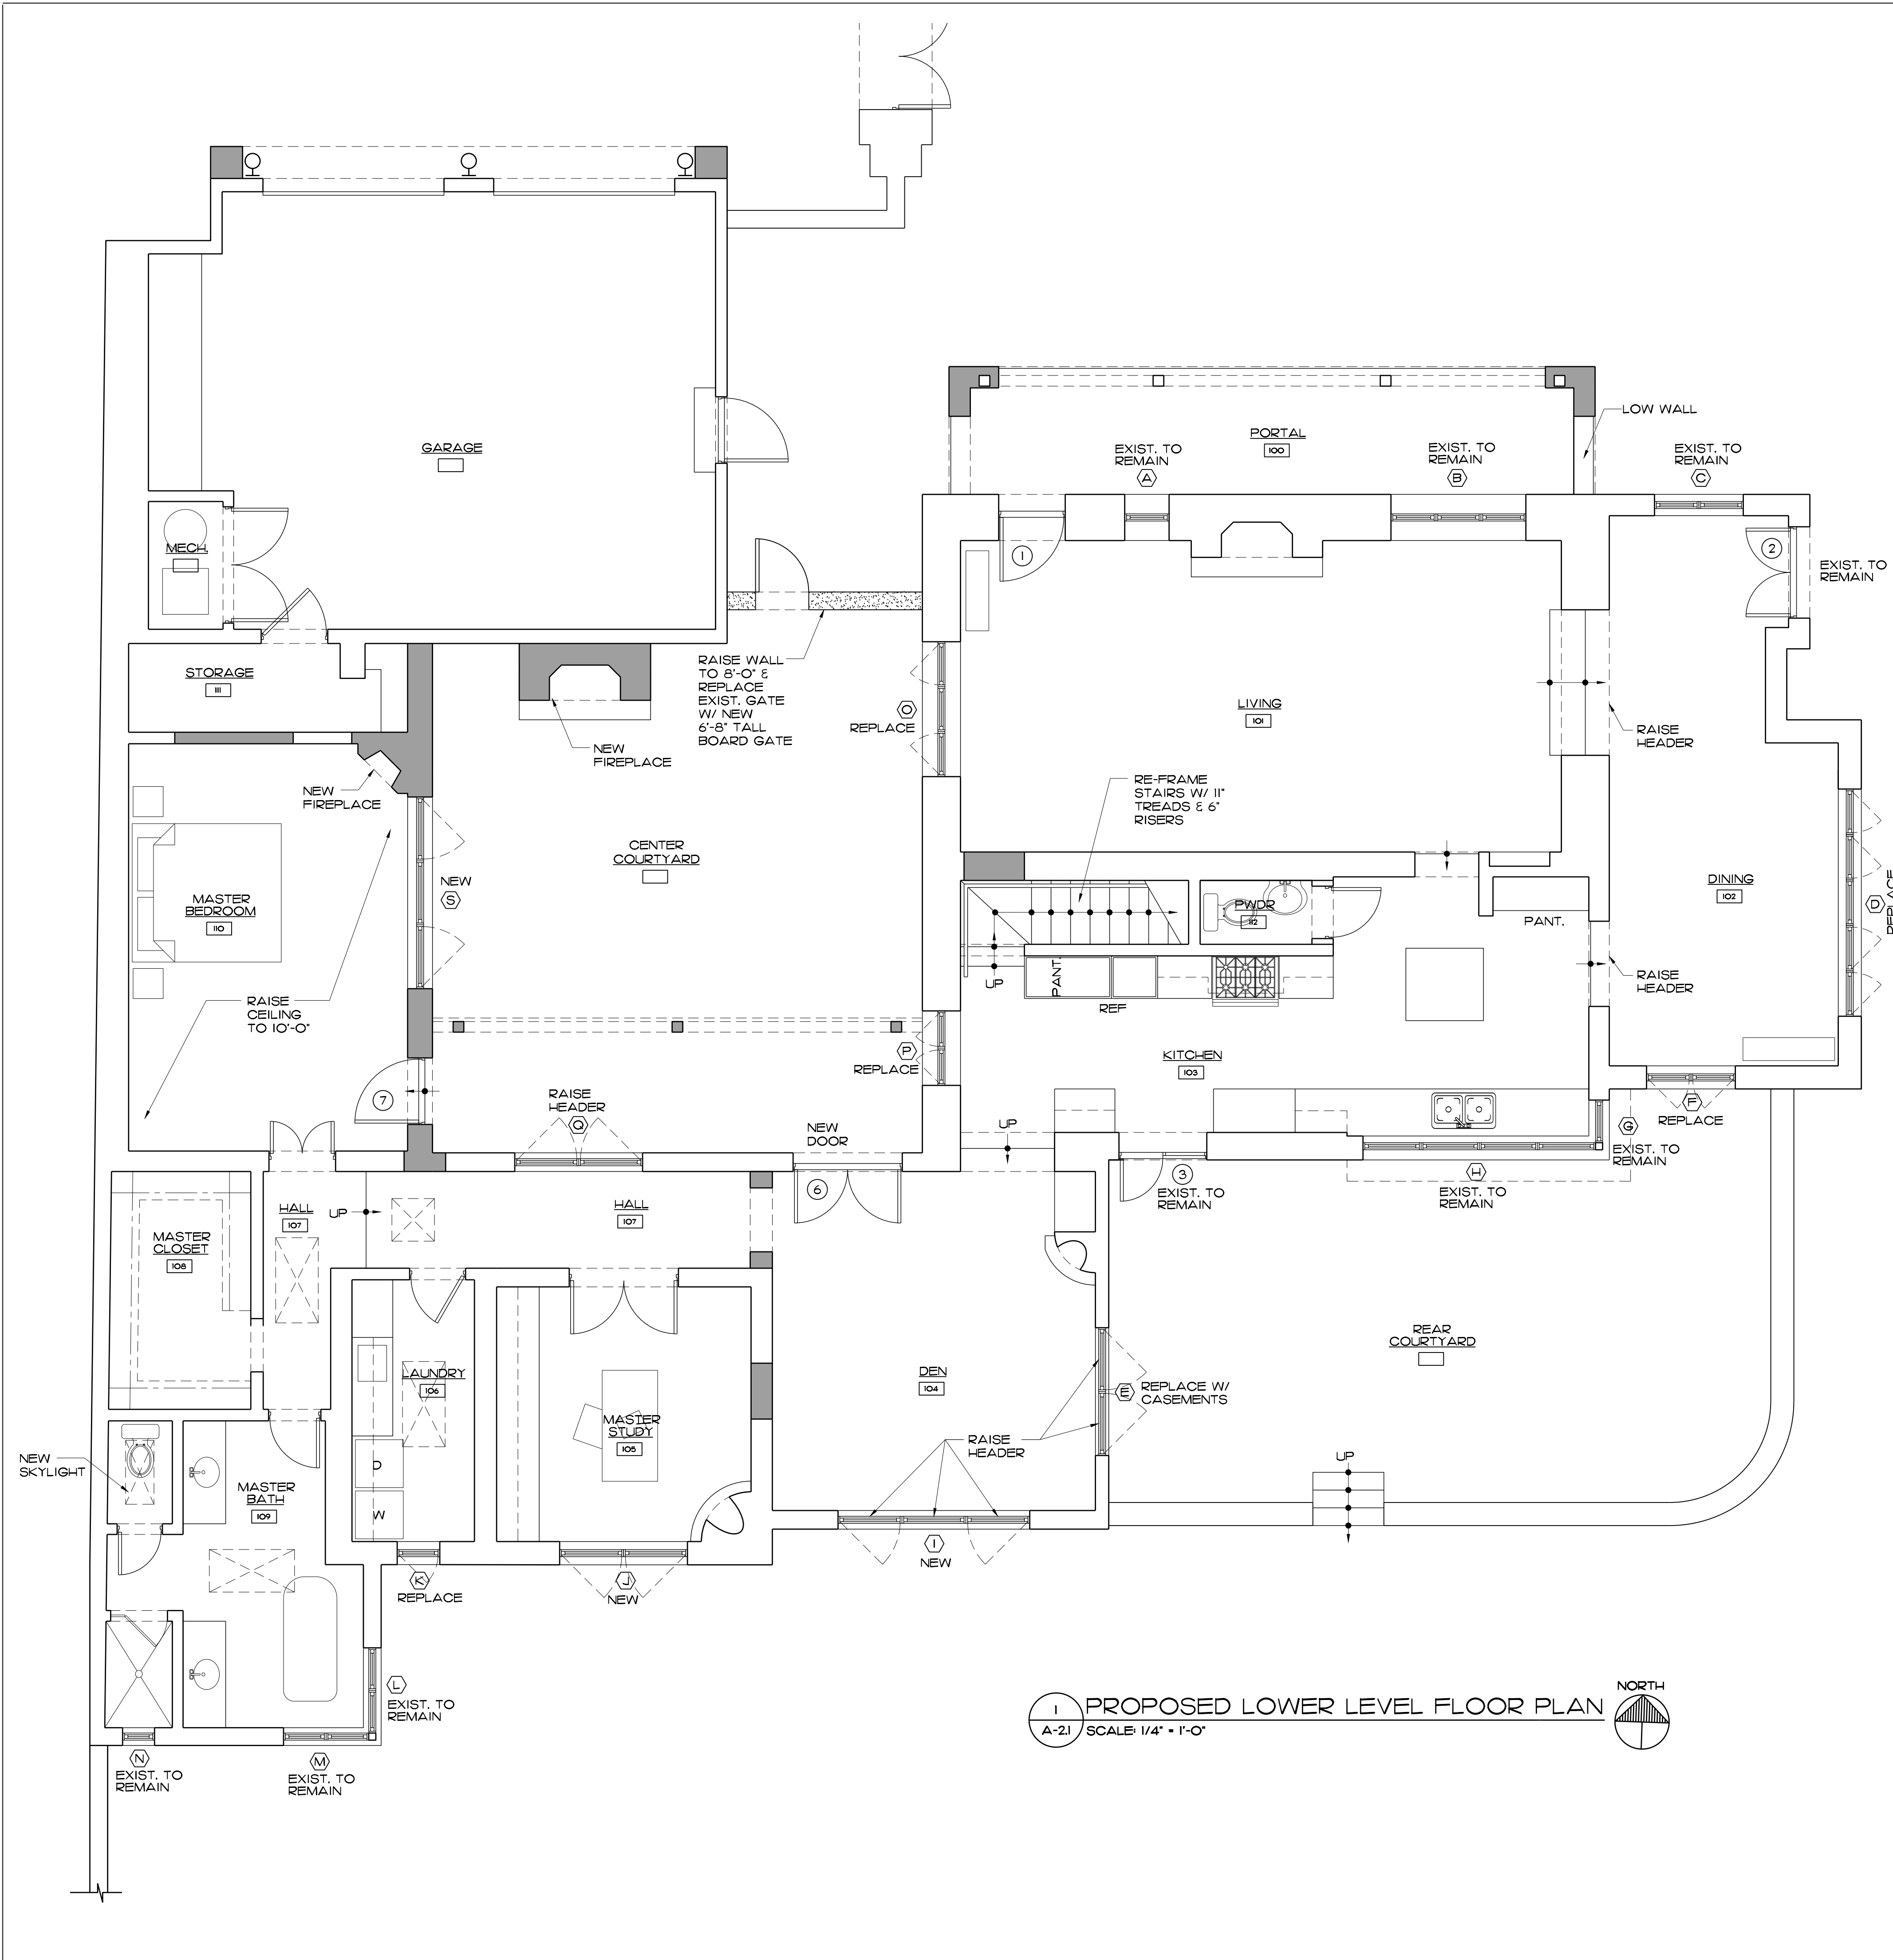 GARAGE
MECH.
STORAGE
111
NEW
FIREPLACE
NEW
FIREPLACE
RAISE WALL
TO 8'-0" &
REPLACE
EXIST. GATE
W/ NEW
6'-8" TALL
BOARD GATE
PORTAL
100
LOW WALL
EXIST. TO
REMAIN
A
EXIST. TO
REMAIN
B
EXIST. TO
REMAIN
C
1
2
EXIST. TO
REMAIN
O
REPLACE
LIVING
101
RAISE
HEADER
RE-FRAME
STAIRS W/ 11"
TREADS & 6"
RISERS
CENTER
COURTYARD
NEW
S
MASTER
BEDROOM
110
RAISE
CEILING
TO 10'-0"
PWDR
112
PANT.
DINING
102
D
REPLACE
UP
PANT.
REF
RAISE
HEADER
P
REPLACE
KITCHEN
103
7
RAISE
HEADER
Q
NEW
DOOR
UP
F
REPLACE
G
EXIST. TO
REMAIN
H
EXIST. TO
REMAIN
3
EXIST. TO
REMAIN
6
HALL
107
UP
HALL
107
MASTER
CLOSET
108
REAR
COURTYARD
LAUNDRY
106
DEN
104
E
REPLACE W/
CASEMENTS
MASTER
STUDY
105
RAISE
HEADER
D
W
NEW
SKYLIGHT
MASTER
BATH
109
UP
I
NEW
K
REPLACE
J
NEW
L
EXIST. TO
REMAIN
N
EXIST. TO
REMAIN
M
EXIST. TO
REMAIN
1
A-2.1
PROPOSED LOWER LEVEL FLOOR PLAN
SCALE: 1/4" = 1'-0"
NORTH